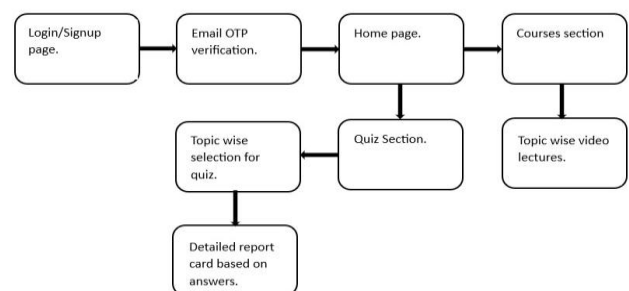 Login/Signup
page.
Email OTP
verification.
Home page.
Courses section
Topic wise
selection for
quiz.
Quiz Section.
Topic wise video
lectures.
Detailed report
card based on
answers.